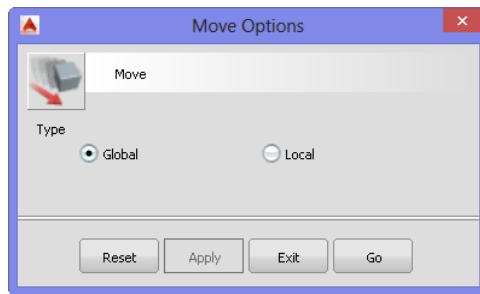 Move Options
Move
Type
Global Local
Reset Apply Exit Go